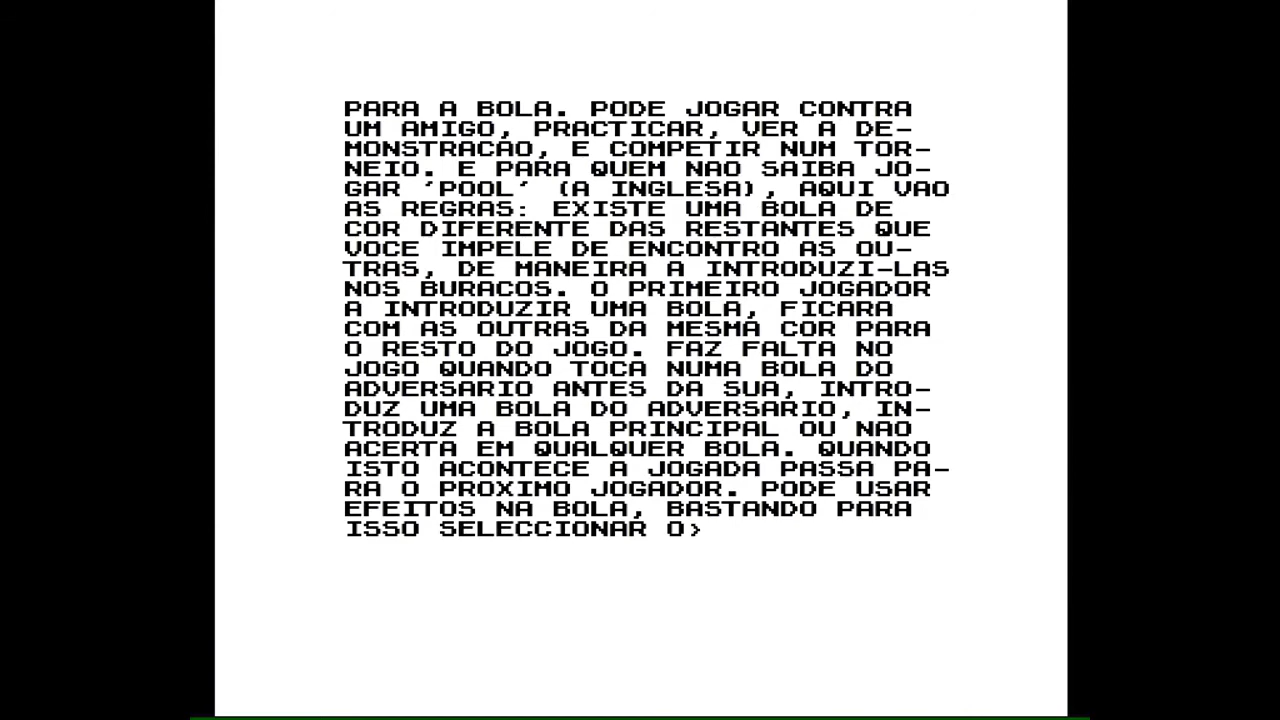 PARA A BOLA. PODE JOGAR CONTRA
UM AMIGO, PRACTICAR, VER A DE-
MONSTRACAO, E COMPETIR NUM TOR-
NEIO. E PARA QUEM NAO SAIBA JO-
GAR 'POOL' (A INGLESA), AQUI VAO
AS REGRAS: EXISTE UMA BOLA DE
COR DIFERENTE DAS RESTANTES QUE
VOCE IMPELE DE ENCONTRO AS OU-
TRAS, DE MANEIRA A INTRODUZI-LAS
NOS BURACOS. O PRIMEIRO JOGADOR
A INTRODUZIR UMA BOLA, FICARA
COM AS OUTRAS DA MESMA COR PARA
O RESTO DO JOGO. FAZ FALTA NO
JOGO QUANDO TOCA NUMA BOLA DO
ADVERSARIO ANTES DA SUA, INTRO-
DUZ UMA BOLA DO ADVERSARIO, IN-
TRODUZ A BOLA PRINCIPAL OU NAO
ACERTA EM QUALQUER BOLA. QUANDO
ISTO ACONTECE A JOGADA PASSA PA-
RA O PROXIMO JOGADOR. PODE USAR
EFEITOS NA BOLA, BASTANDO PARA
ISSO SELECCIONAR O>